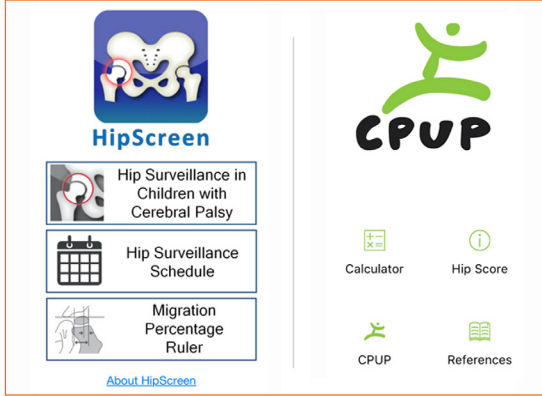 HipScreen
Hip Surveillance in
Children with
Cerebral Palsy
Hip Surveillance
Schedule
Migration
Percentage
Ruler
About HipScreen
CPUP
Calculator
Hip Score
CPUP
References